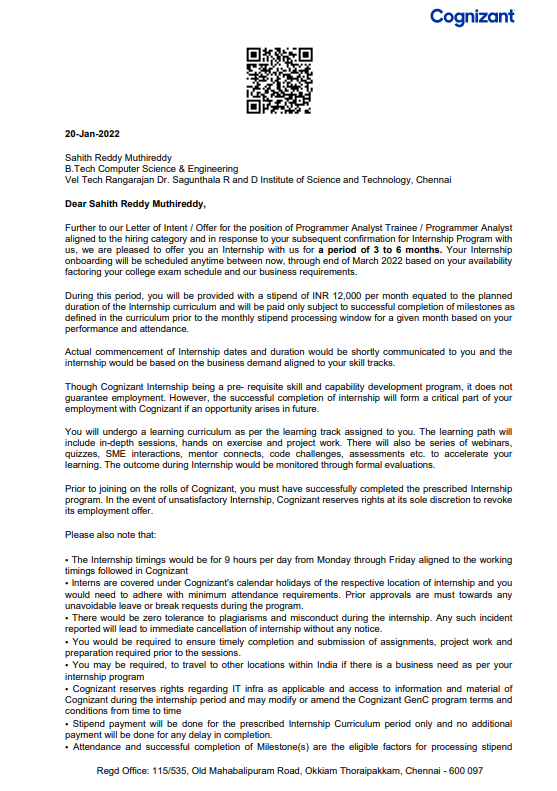 Cognizant
20-Jan-2022
Sahith Reddy Muthireddy
B.Tech Computer Science & Engineering
Vel Tech Rangarajan Dr. Sagunthala R and D Institute of Science and Technology, Chennai
Dear Sahith Reddy Muthireddy,
Further to our Letter of Intent / Offer for the position of Programmer Analyst Trainee / Programmer Analyst
aligned to the hiring category and in response to your subsequent confirmation for Internship Program with
us, we are pleased to offer you an Internship with us for a period of 3 to 6 months. Your Internship
onboarding will be scheduled anytime between now, through end of March 2022 based on your availability
factoring your college exam schedule and our business requirements.
During this period, you will be provided with a stipend of INR 12,000 per month equated to the planned
duration of the Internship curriculum and will be paid only subject to successful completion of milestones as
defined in the curriculum prior to the monthly stipend processing window for a given month based on your
performance and attendance.
Actual commencement of Internship dates and duration would be shortly communicated to you and the
internship would be based on the business demand aligned to your skill tracks.
Though Cognizant Internship being a pre- requisite skill and capability development program, it does not
guarantee employment. However, the successful completion of internship will form a critical part of your
employment with Cognizant if an opportunity arises in future.
You will undergo a learning curriculum as per the learning track assigned to you. The learning path will
include in-depth sessions, hands on exercise and project work. There will also be series of webinars,
quizzes, SME interactions, mentor connects, code challenges, assessments etc. to accelerate your
learning. The outcome during Internship would be monitored through formal evaluations.
Prior to joining on the rolls of Cognizant, you must have successfully completed the prescribed Internship
program. In the event of unsatisfactory Internship, Cognizant reserves rights at its sole discretion to revoke
its employment offer.
Please also note that:
• The Internship timings would be for 9 hours per day from Monday through Friday aligned to the working
timings followed in Cognizant
• Interns are covered under Cognizant's calendar holidays of the respective location of internship and you
would need to adhere with minimum attendance requirements. Prior approvals are must towards any
unavoidable leave or break requests during the program.
• There would be zero tolerance to plagiarisms and misconduct during the internship. Any such incident
reported will lead to immediate cancellation of internship without any notice.
• You would be required to ensure timely completion and submission of assignments, project work and
preparation required prior to the sessions.
• You may be required, to travel to other locations within India if there is a business need as per your
internship program
• Cognizant reserves rights regarding IT infra as applicable and access to information and material of
Cognizant during the internship period and may modify or amend the Cognizant GenC program terms and
conditions from time to time
• Stipend payment will be done for the prescribed Internship Curriculum period only and no additional
payment will be done for any delay in completion.
• Attendance and successful completion of Milestone(s) are the eligible factors for processing stipend
Regd Office: 115/535, Old Mahabalipuram Road, Okkiam Thoraipakkam, Chennai - 600 097